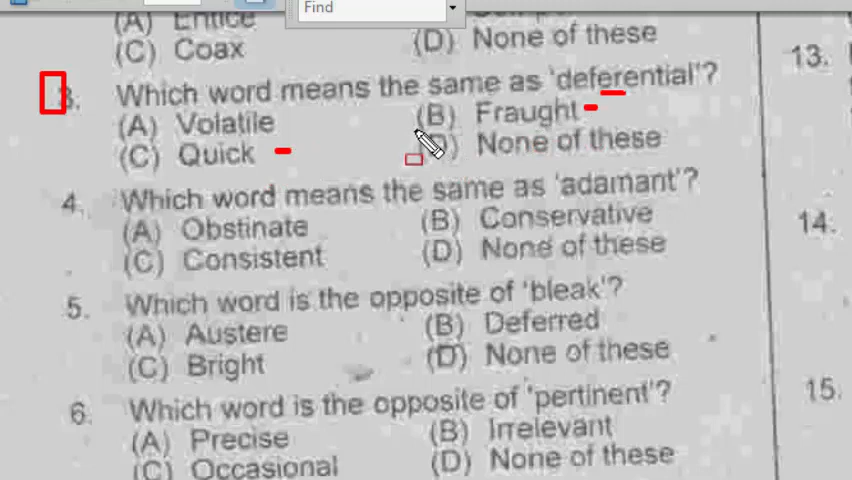 Find
(A) Entice
(C) Coax (D) None of these
3. Which word means the same as 'deferential'?
(A) Volatile (B) Fraught
(C) Quick (D) None of these
4. Which word means the same as 'adamant'?
(A) Obstinate (B) Conservative
(C) Consistent (D) None of these
5. Which word is the opposite of 'bleak'?
(A) Austere (B) Deferred
(C) Bright (D) None of these
6. Which word is the opposite of 'pertinent'?
(A) Precise (B) Irrelevant
(C) Occasional (D) None of these
13.
14.
15.